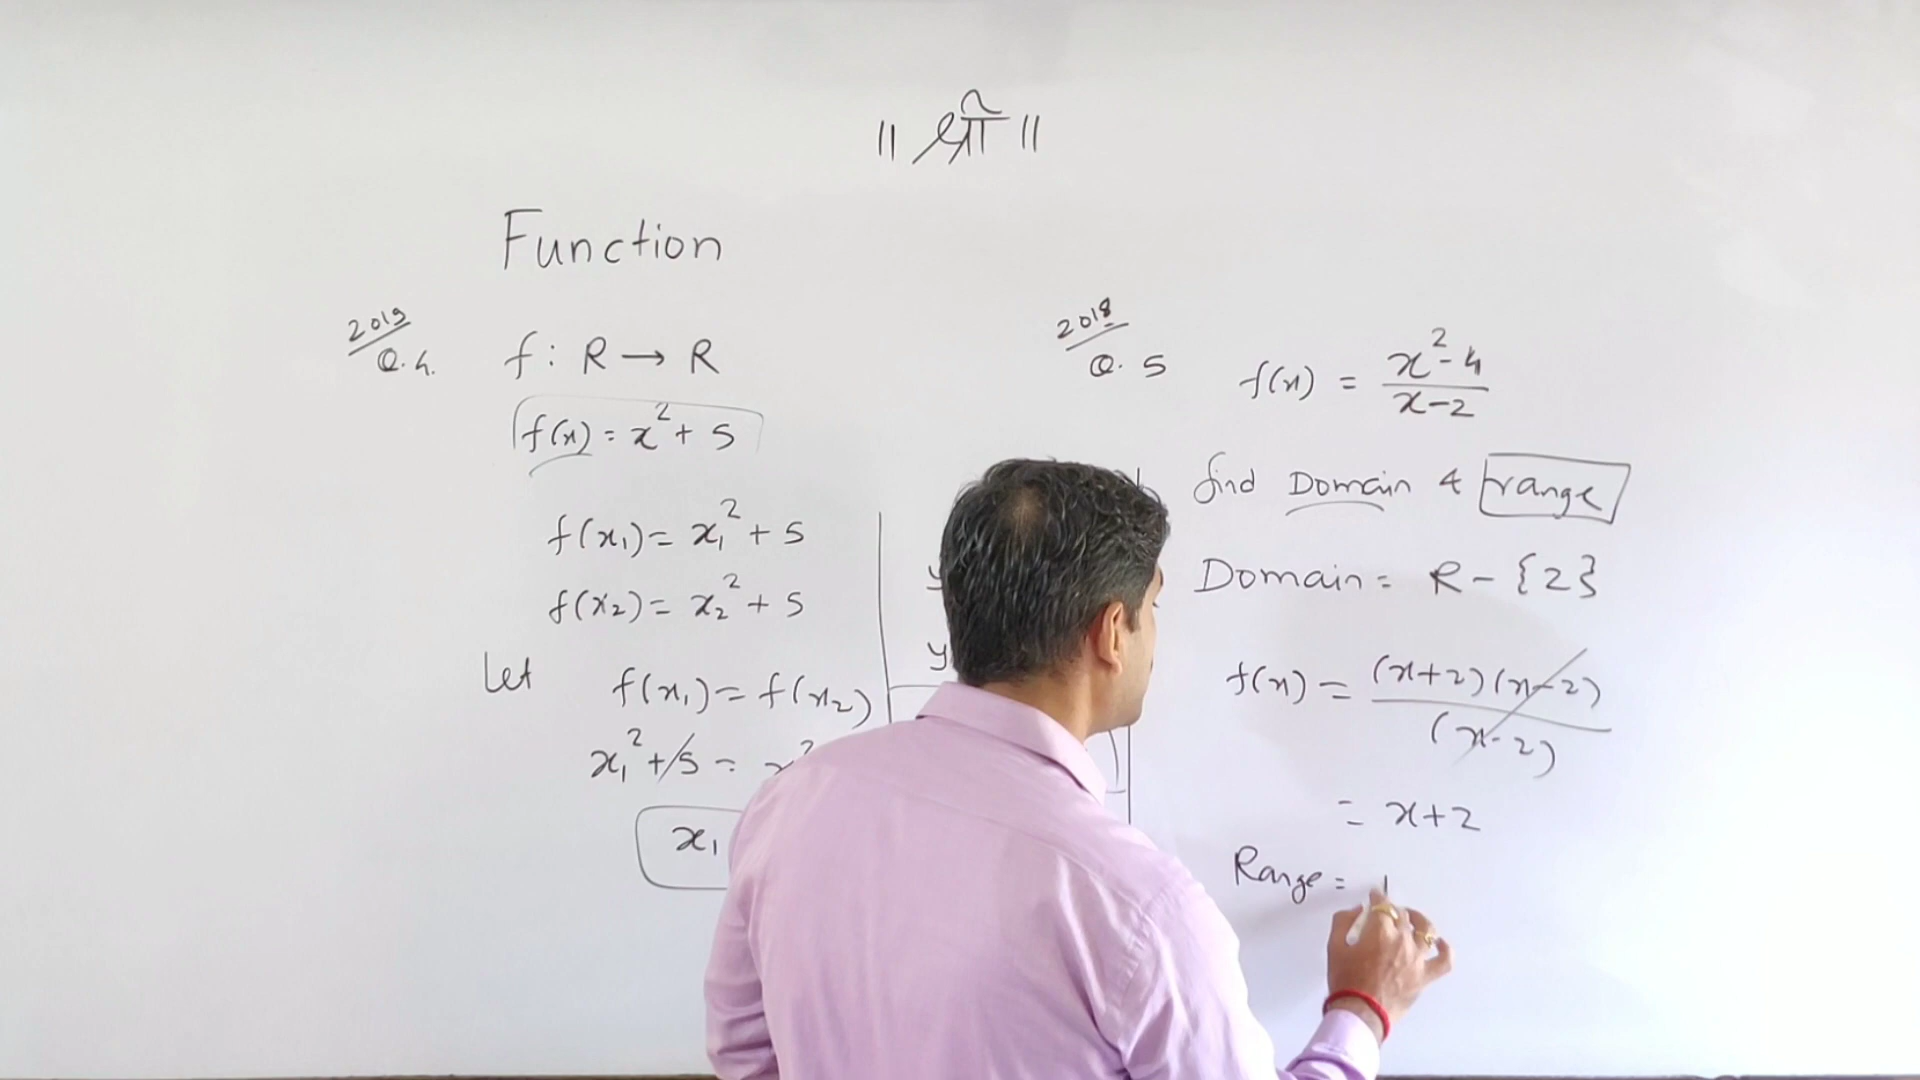 || श्री ||
Function
2019
Q.4.
f : R → R
f(x) = x² + 5
f(x₁) = x₁² + 5
f(x₂) = x₂² + 5
Let f(x₁) = f(x₂)
x₁² + 5 =
x₁
y
y
2018
Q. 5
f(x) = x² - 4 / x - 2
find Domain & range
Domain = R - {2}
f(x) = (x+2)(x-2) / (x-2)
= x+2
Range =